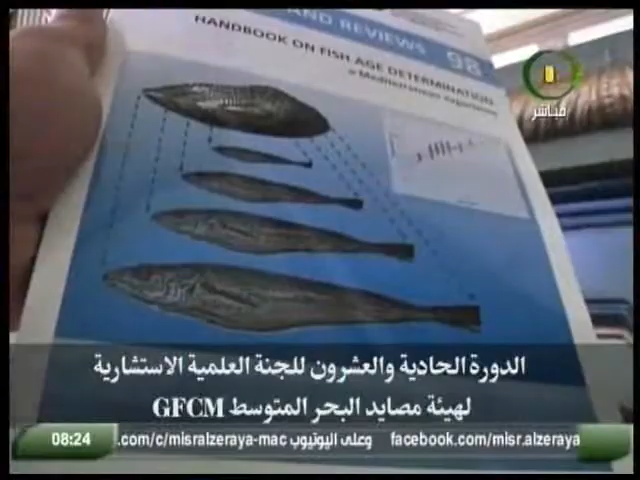 AND REVIEWS 98
HANDBOOK ON FISH AGE DETERMINATION
a Mediterranean experience
مباشر
الدورة الحادية والعشرون للجنة العلمية الاستشارية
لهيئة مصايد البحر المتوسط GFCM
08:24
.com/c/misralzeraya-mac وعلى اليوتيوب facebook.com/misr.alzeraya